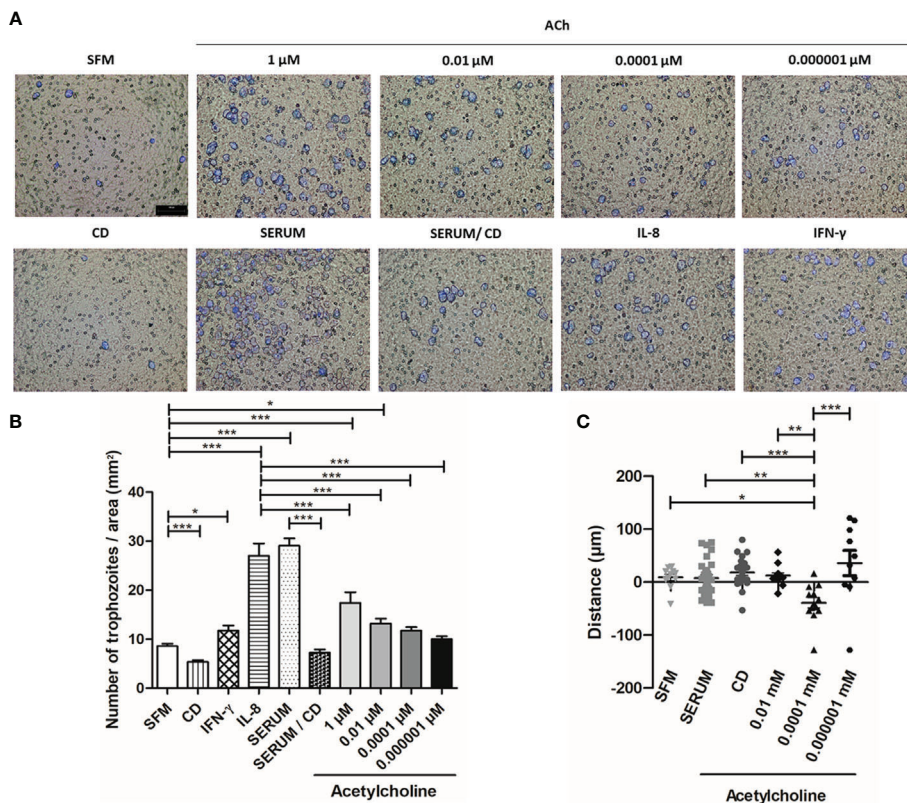 A
ACh
SFM
1 µM
0.01 µM
0.0001 µM
0.000001 µM
CD
SERUM
SERUM/ CD
IL-8
IFN-γ
B
Number of trophozoites / area (mm²)
50
40
30
20
10
0
*
***
***
***
***
***
***
***
***
*
***
SFM
CD
IFN-γ
IL-8
SERUM
SERUM / CD
1 µM
0.01 µM
0.0001 µM
0.000001 µM
Acetylcholine
C
Distance (µm)
200
100
0
-100
-200
***
**
***
**
*
SFM
SERUM
CD
0.01 mM
0.0001 mM
0.000001 mM
Acetylcholine